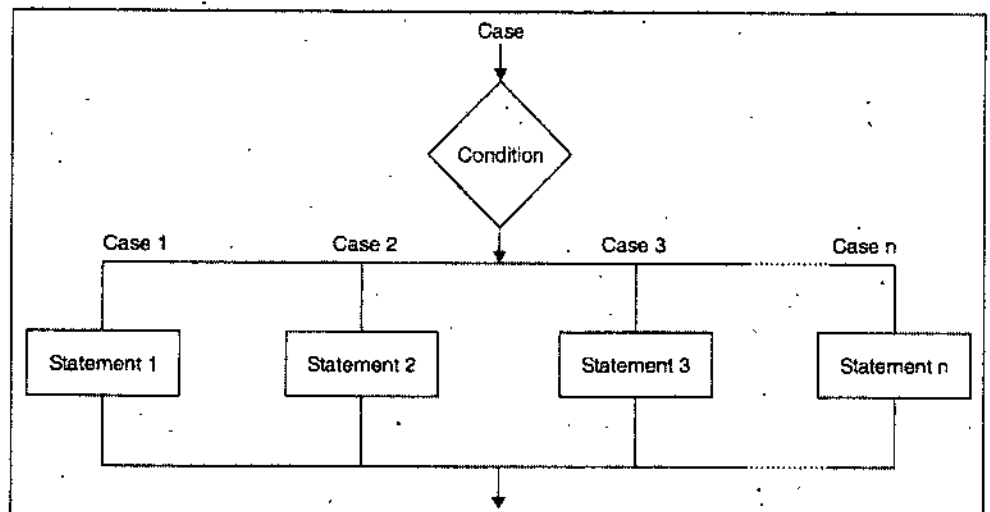 Case
Condition
Case 1 Case 2 Case 3 Case n
Statement 1 Statement 2 Statement 3 Statement n